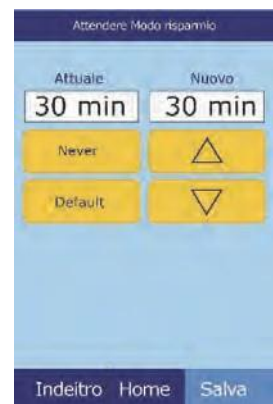 Attendere Modo risparmio
Attuale Nuovo
30 min 30 min
Never
Default
Indeitro Home Salva